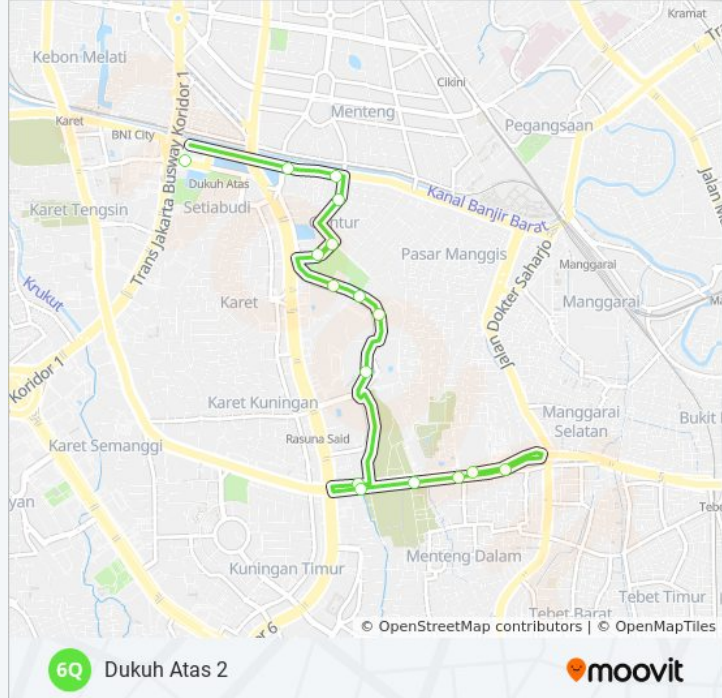 Kramat
Kebon Melati
Cikini
Menteng
Karet
BNI City
Pegangsaan
Trans Jakarta Busway Koridor 1
Dukuh Atas
Kanal Banjir Barat
Karet Tengsin
Setiabudi
Pasar Manggis
Manggarai
Krukut
Karet
Manggarai
Jalan Dokter Saharjo
Koridor 1
Karet Kuningan
Manggarai
Selatan
Bukit
Rasuna Said
Karet Semanggi
Menteng Dalam
Kuningan Timur
Tebet Timur
Tebet Barat
© OpenStreetMap contributors | © OpenMapTiles
6Q Dukuh Atas 2
moovit